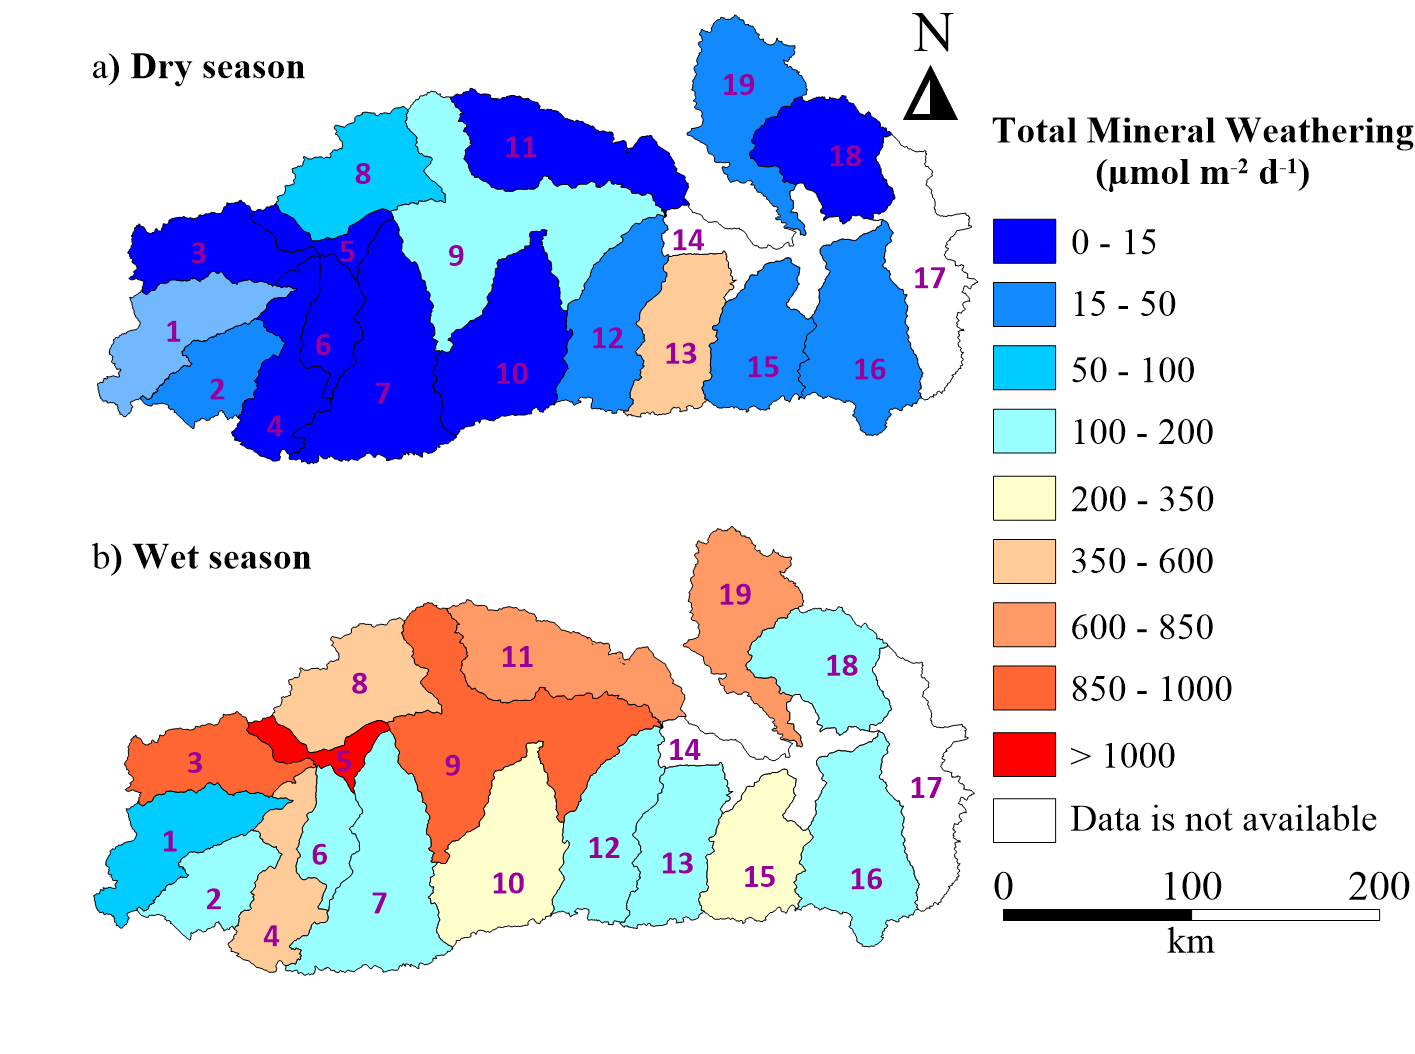 a) Dry season
N
19
18
11
8
9
14
3
5
17
1
6
12
13
15
16
2
7
10
4
b) Wet season
19
11
18
8
14
3
5
9
17
1
6
12
13
15
16
2
7
10
4
Total Mineral Weathering
(µmol m-2 d-1)
0 - 15
15 - 50
50 - 100
100 - 200
200 - 350
350 - 600
600 - 850
850 - 1000
> 1000
Data is not available
0 100 200
km